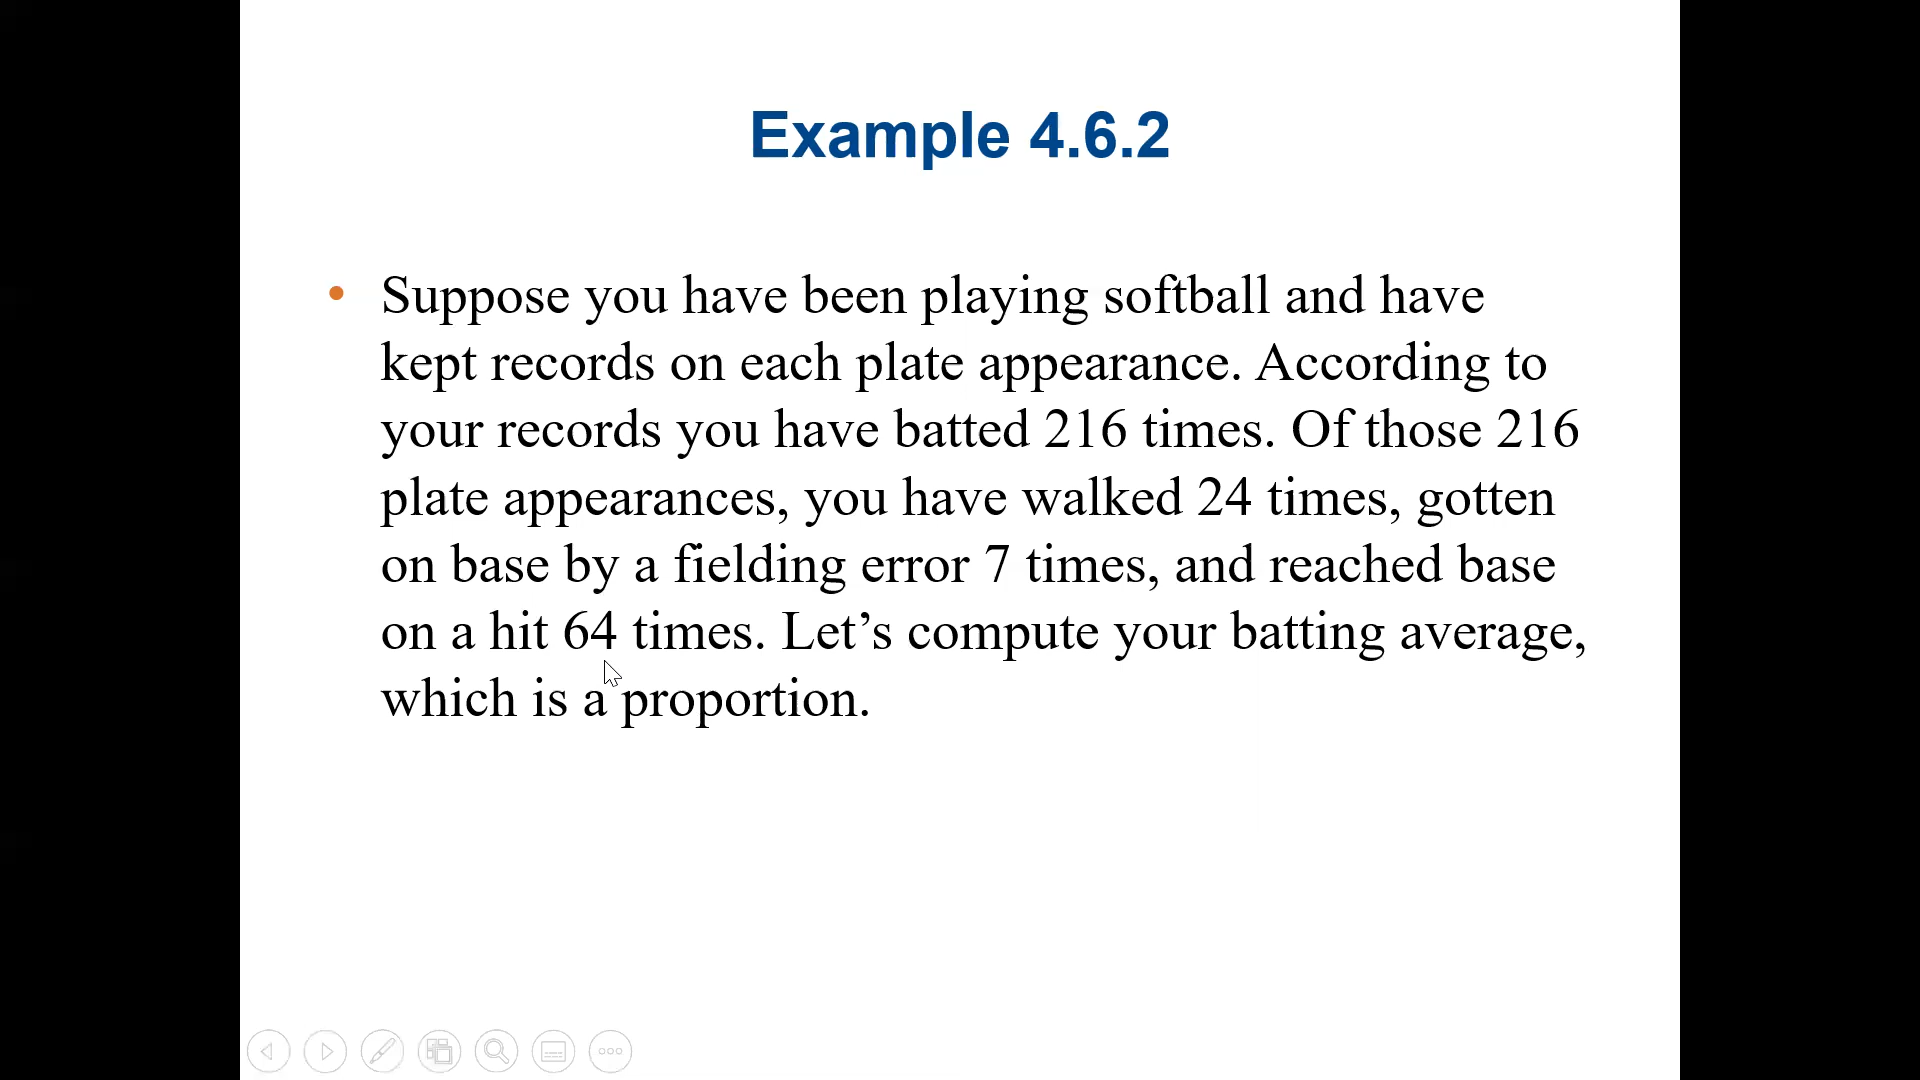 Example 4.6.2
• Suppose you have been playing softball and have
kept records on each plate appearance. According to
your records you have batted 216 times. Of those 216
plate appearances, you have walked 24 times, gotten
on base by a fielding error 7 times, and reached base
on a hit 64 times. Let’s compute your batting average,
which is a proportion.